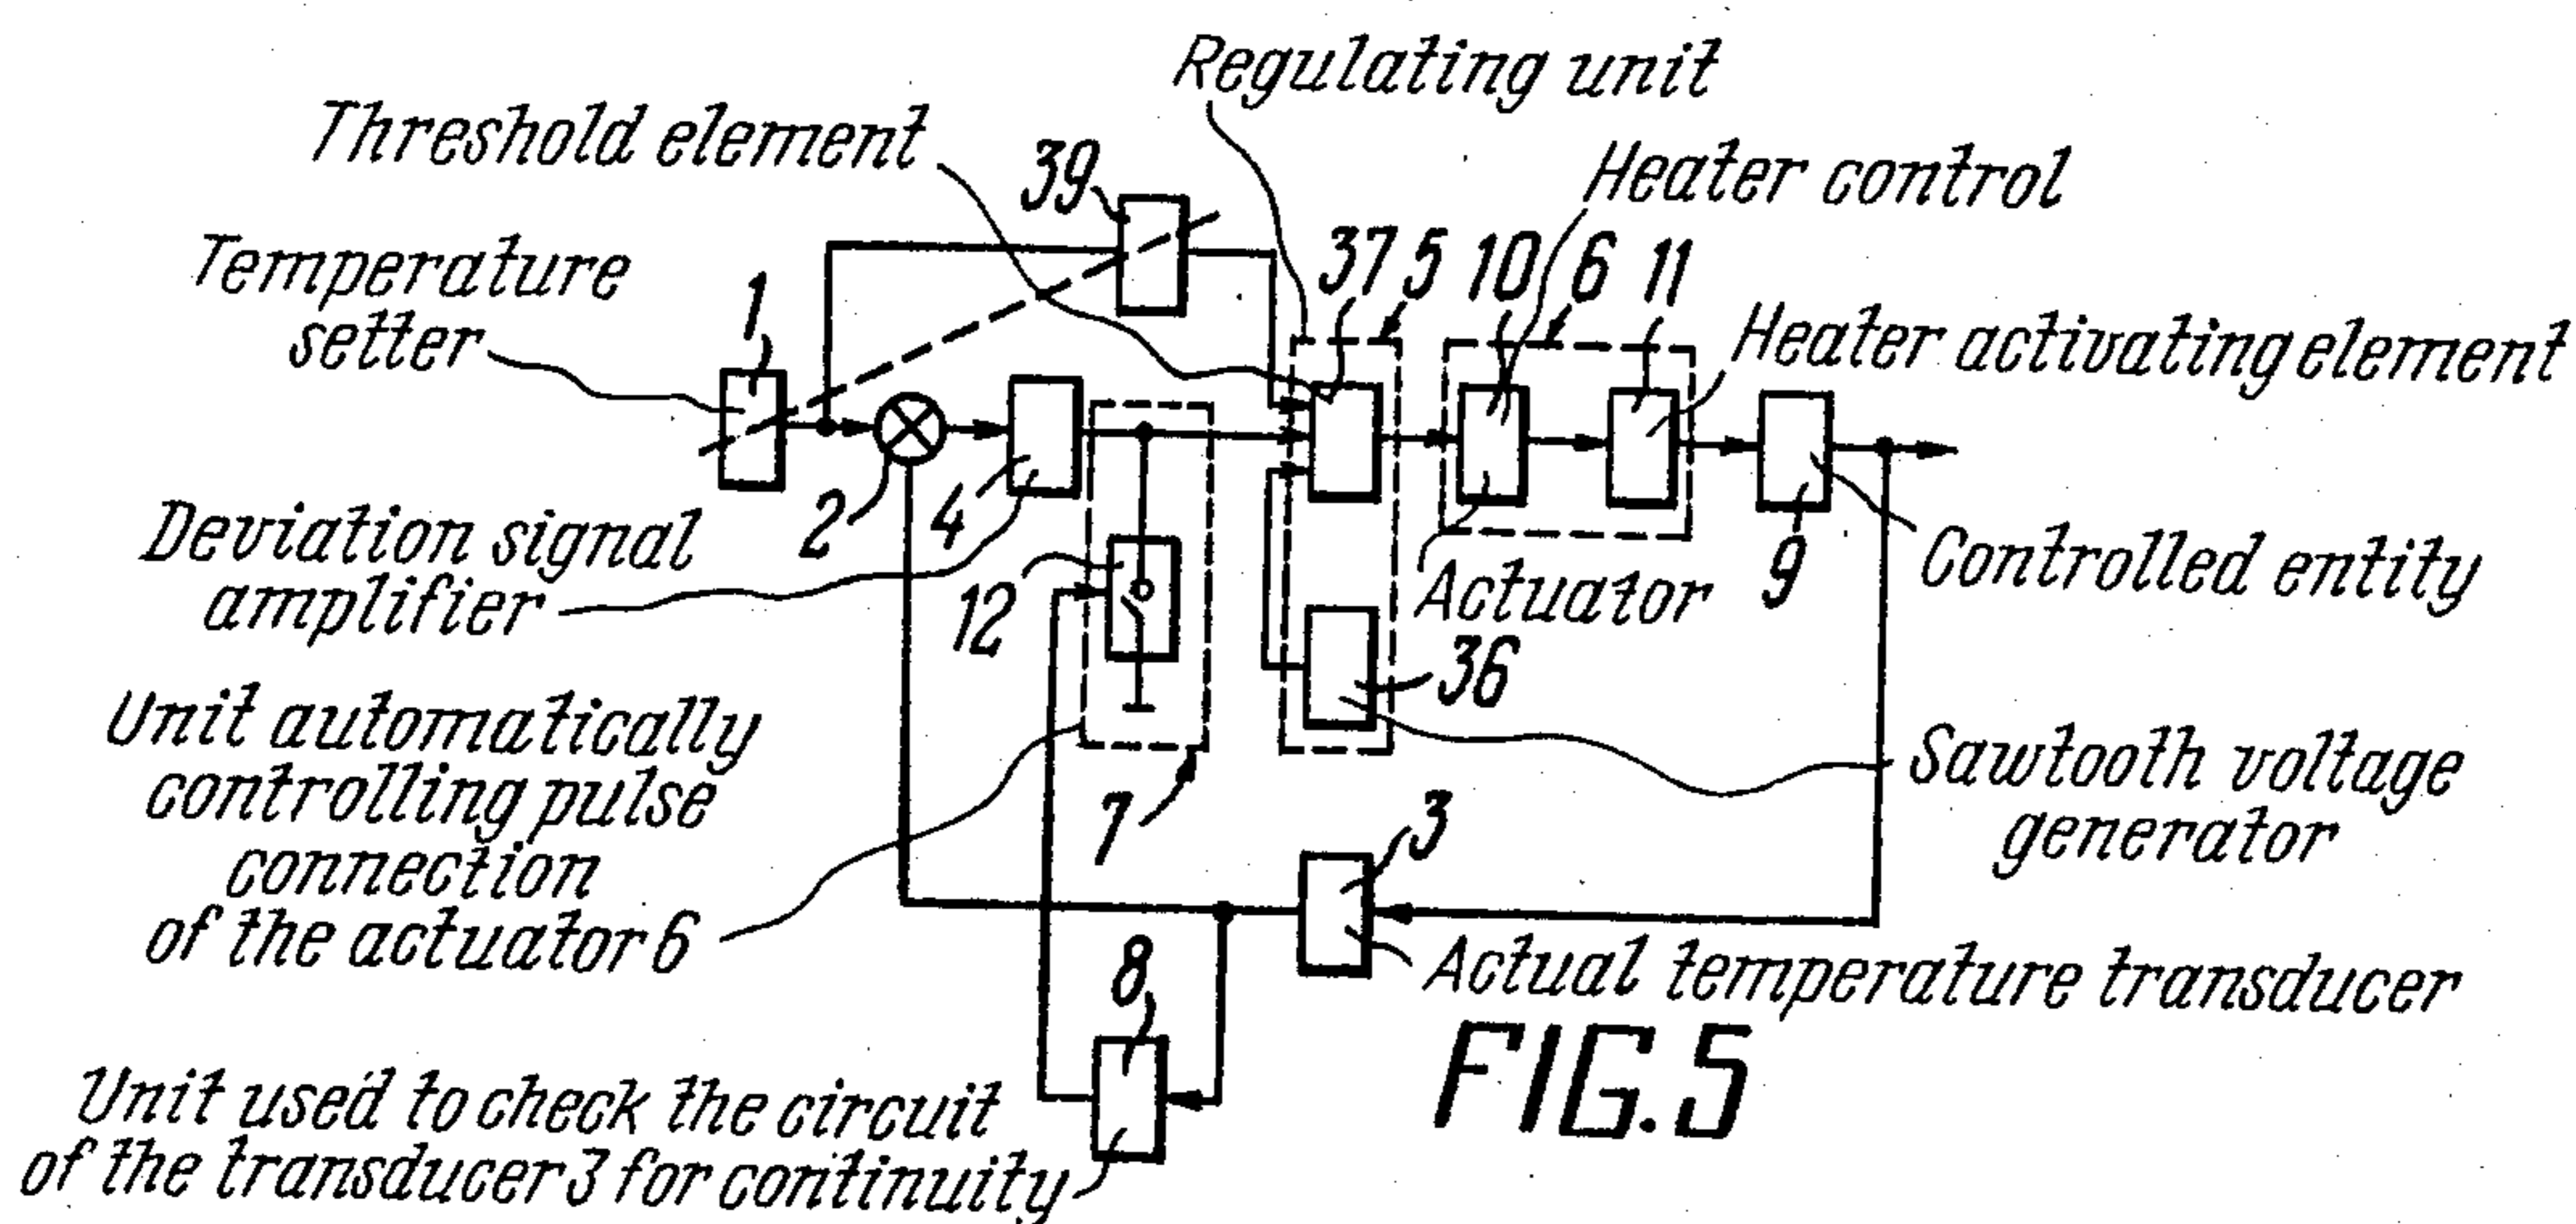 Regulating unit
Threshold element
39
Heater control
Temperature
setter
1
37
5
10
6
11
Heater activating element
2
4
Deviation signal
amplifier
12
Actuator
9
Controlled entity
36
Unit automatically
controlling pulse
connection
of the actuator 6
7
Sawtooth voltage
generator
3
8
Actual temperature transducer
FIG.5
Unit used to check the circuit
of the transducer 3 for continuity